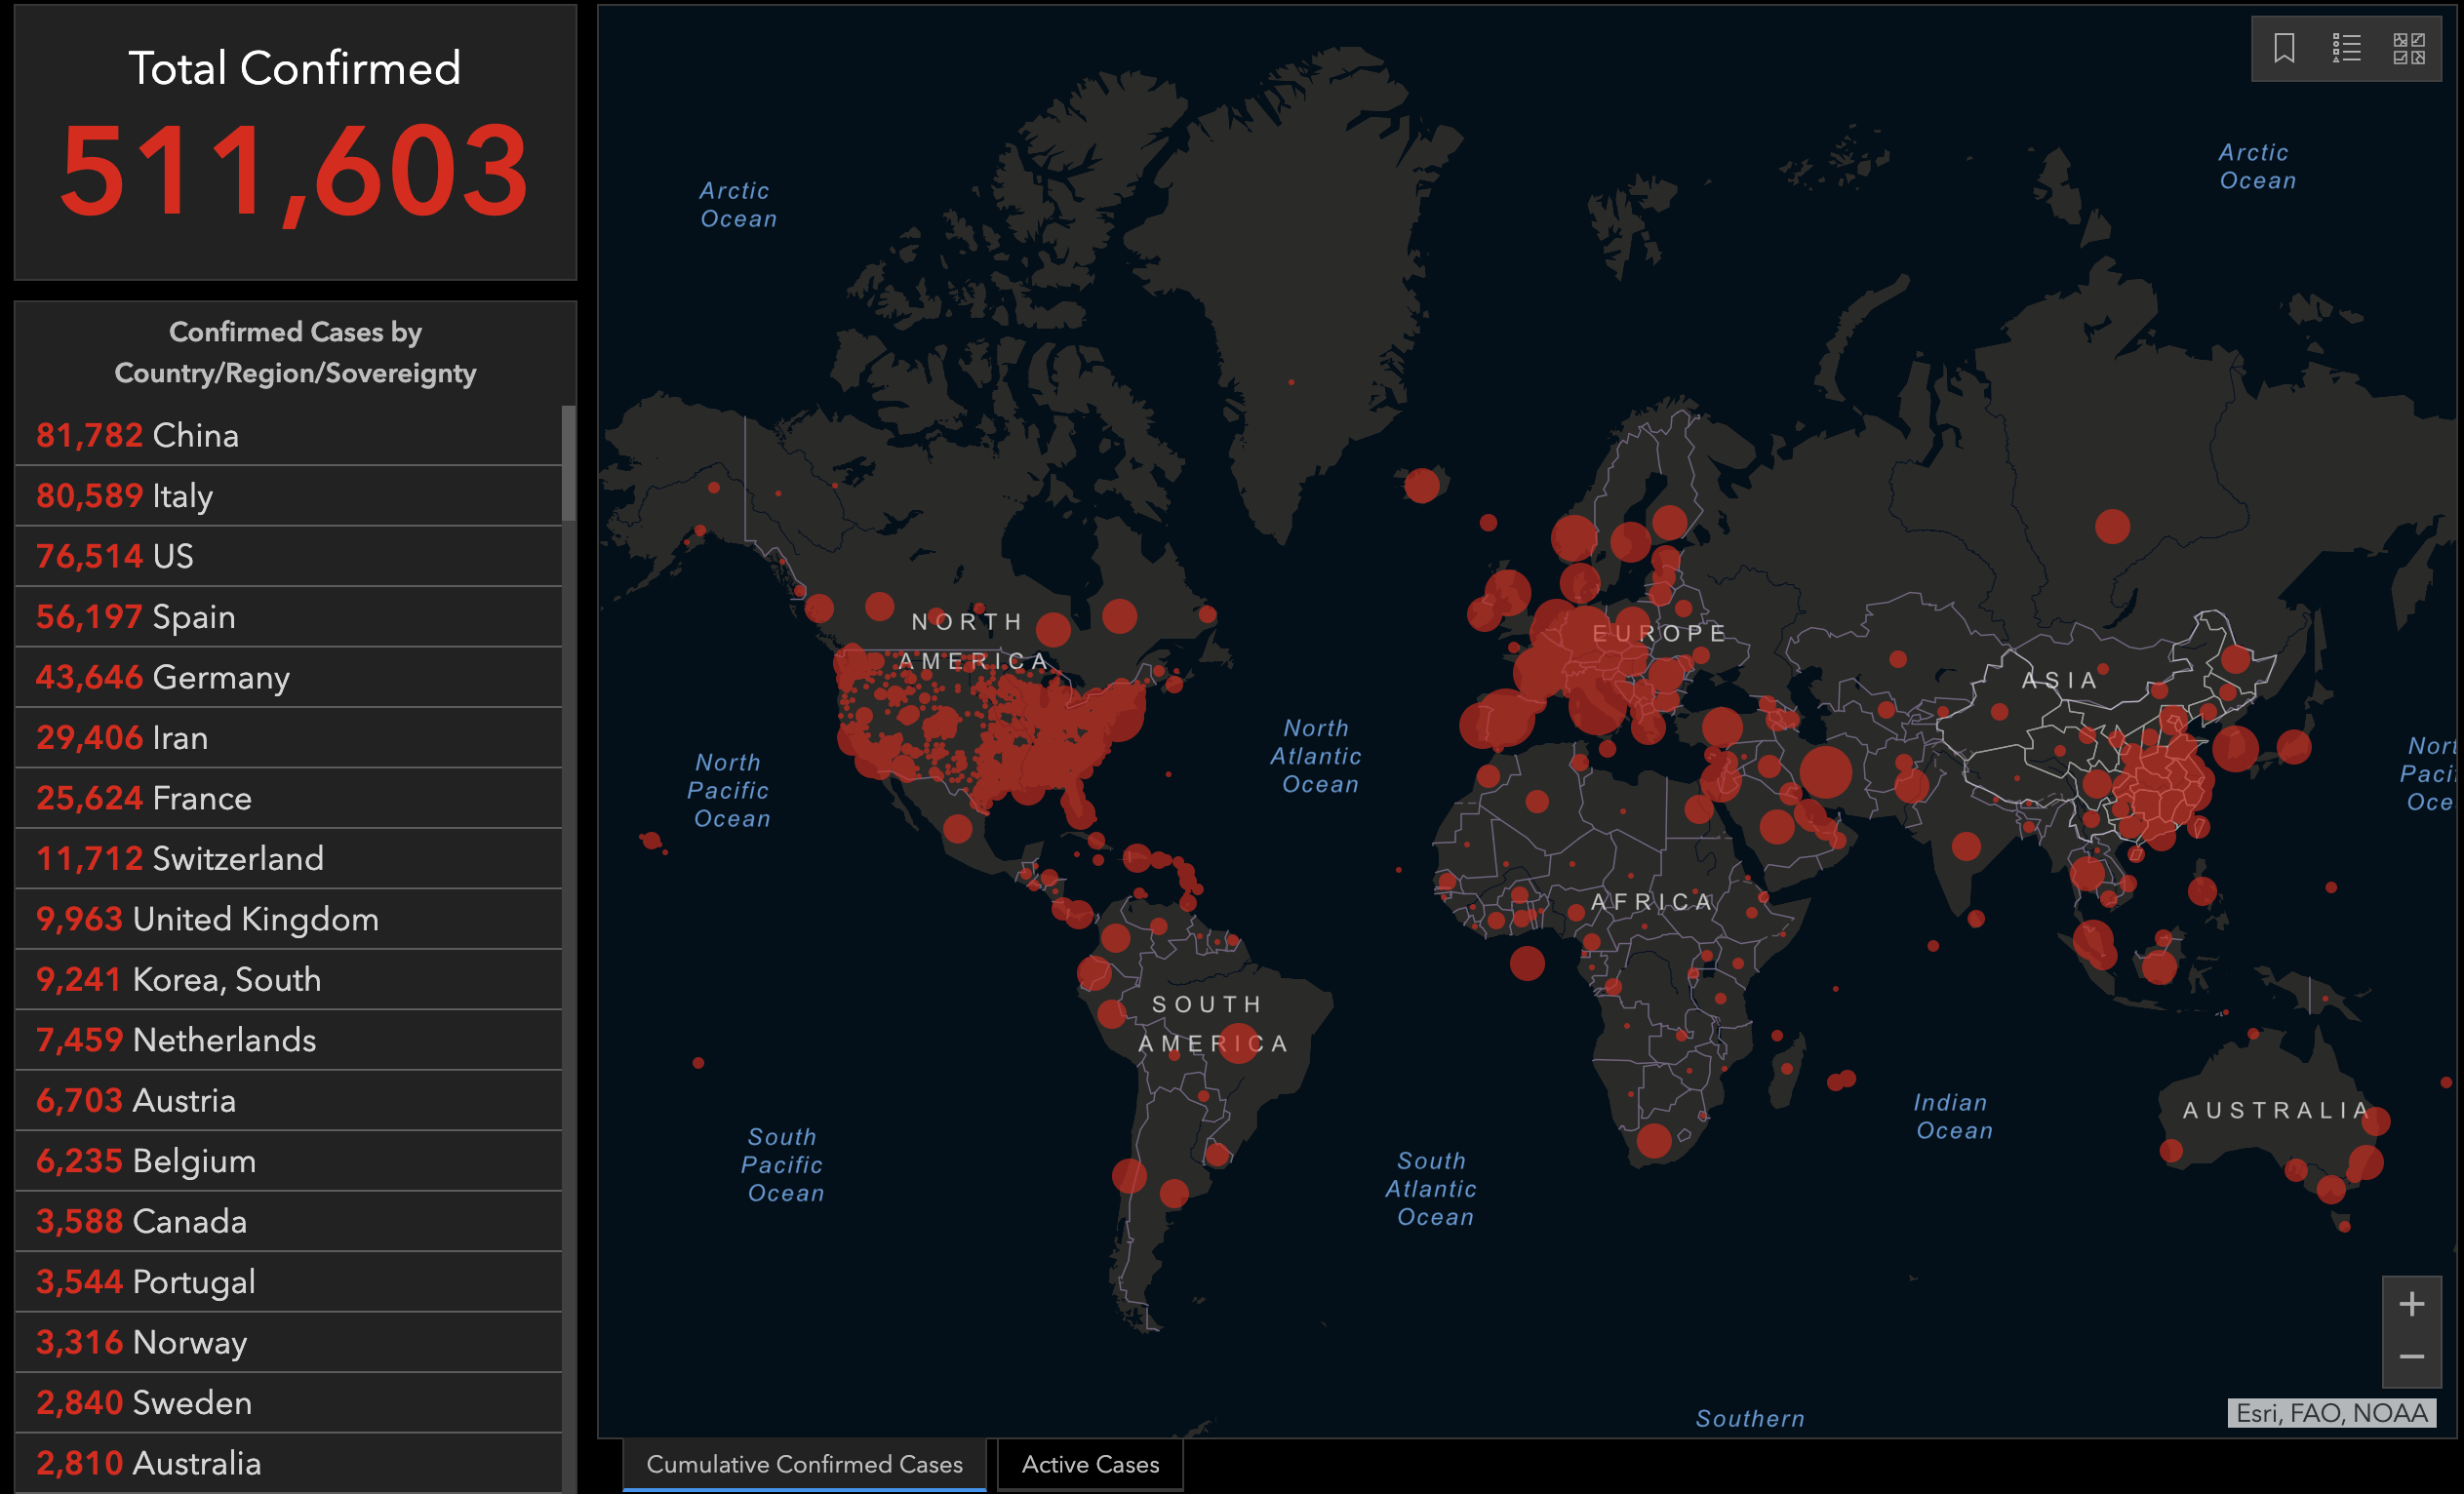 Total Confirmed
511,603
Confirmed Cases by
Country/Region/Sovereignty
81,782 China
80,589 Italy
76,514 US
56,197 Spain
43,646 Germany
29,406 Iran
25,624 France
11,712 Switzerland
9,963 United Kingdom
9,241 Korea, South
7,459 Netherlands
6,703 Austria
6,235 Belgium
3,588 Canada
3,544 Portugal
3,316 Norway
2,840 Sweden
2,810 Australia
Arctic
Ocean
Arctic
Ocean
NORTH
AMERICA
EUROPE
ASIA
North
Pacific
Ocean
North
Atlantic
Ocean
Nort
Pacif
Oce
AFRICA
SOUTH
AMERICA
South
Pacific
Ocean
South
Atlantic
Ocean
Indian
Ocean
AUSTRALIA
Southern
+
−
Esri, FAO, NOAA
Cumulative Confirmed Cases
Active Cases